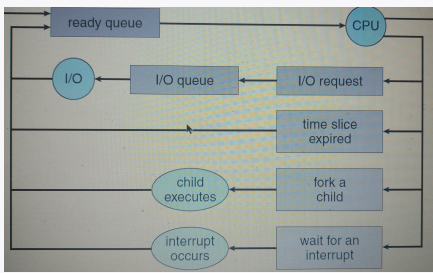 ready queue
CPU
I/O
I/O queue
I/O request
time slice
expired
child
executes
fork a
child
interrupt
occurs
wait for an
interrupt